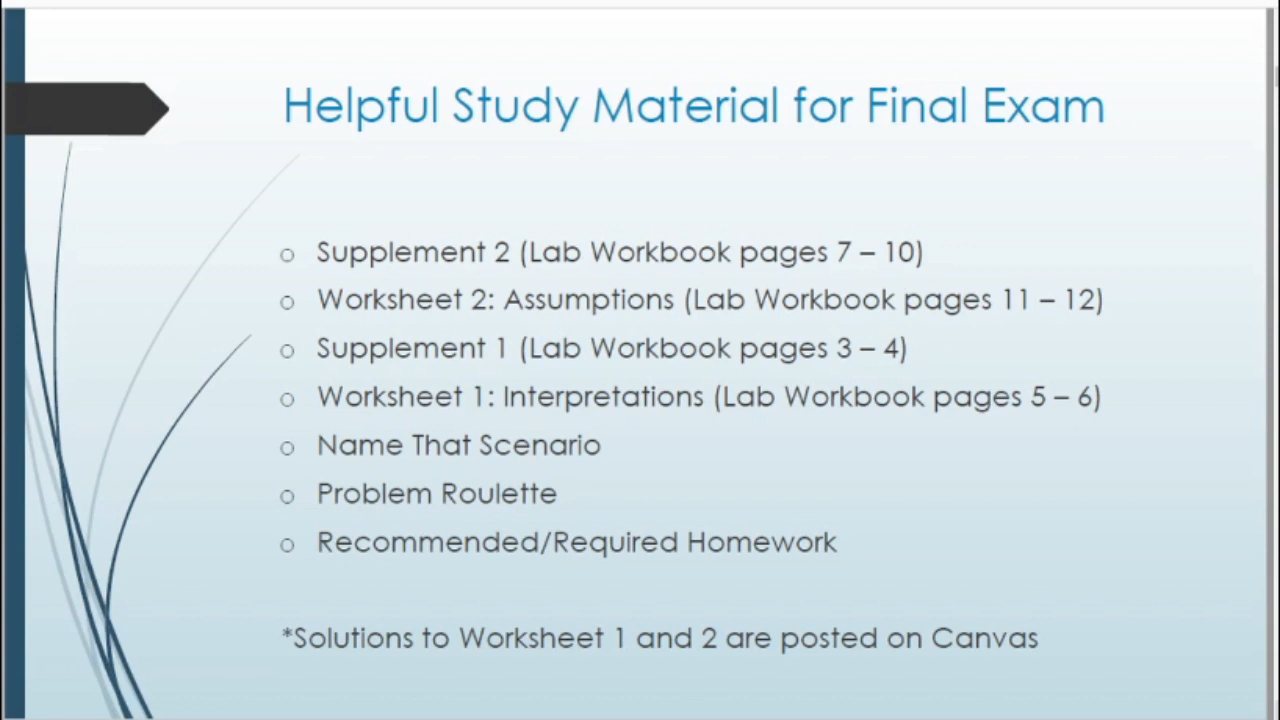 Helpful Study Material for Final Exam
Supplement 2 (Lab Workbook pages 7 – 10)
Worksheet 2: Assumptions (Lab Workbook pages 11 – 12)
Supplement 1 (Lab Workbook pages 3 – 4)
Worksheet 1: Interpretations (Lab Workbook pages 5 – 6)
Name That Scenario
Problem Roulette
Recommended/Required Homework
*Solutions to Worksheet 1 and 2 are posted on Canvas